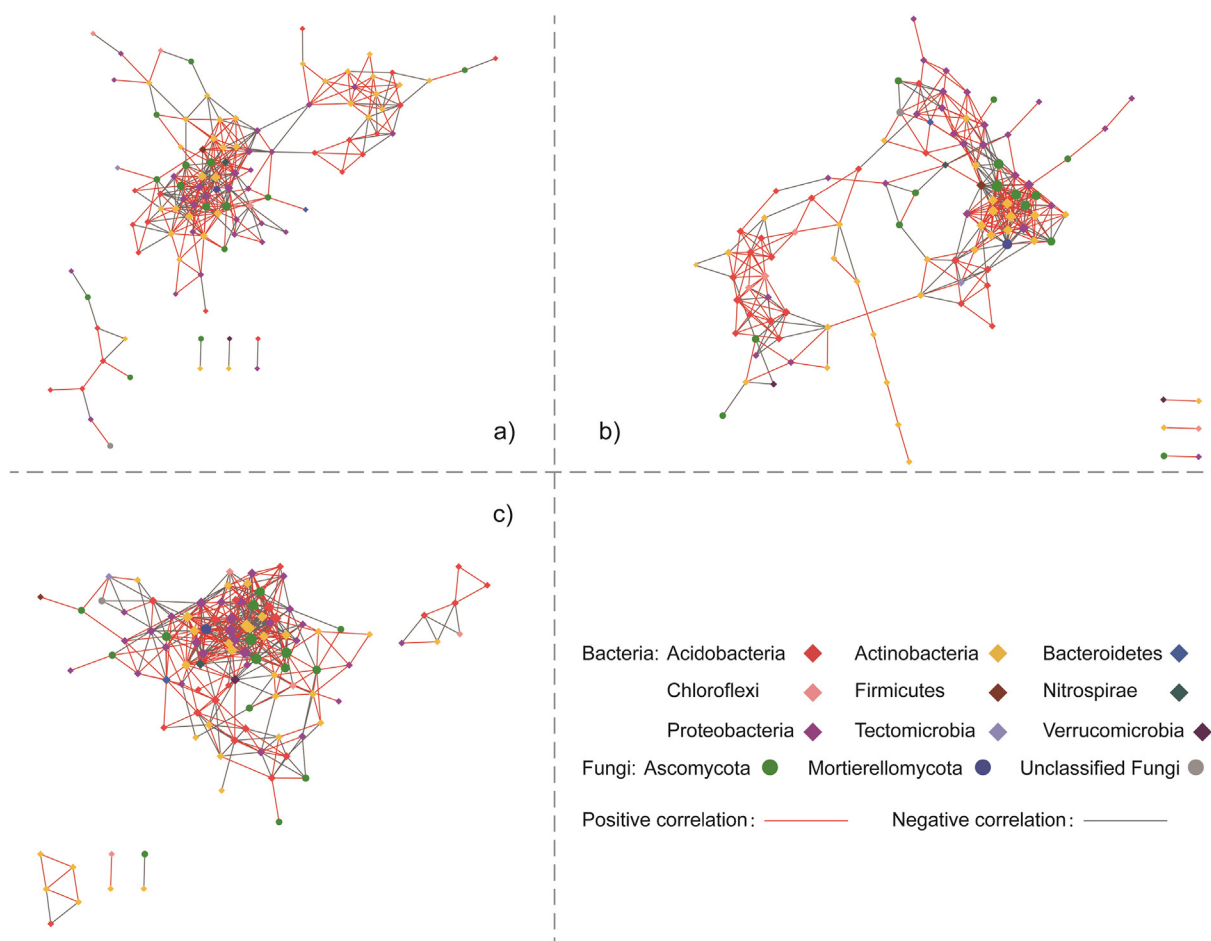 a)
b)
c)
Bacteria: Acidobacteria Actinobacteria Bacteroidetes
Chloroflexi Firmicutes Nitrospirae
Proteobacteria Tectomicrobia Verrucomicrobia
Fungi: Ascomycota Mortierellomycota Unclassified Fungi
Positive correlation: Negative correlation: